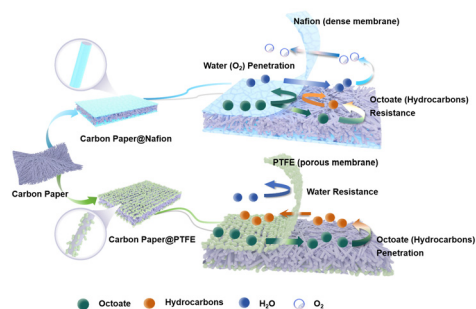 Nafion (dense membrane)
Water (O₂) Penetration
Octoate (Hydrocarbons)
Resistance
Carbon Paper@Nafion
PTFE (porous membrane)
Carbon Paper
Water Resistance
Carbon Paper@PTFE
Octoate (Hydrocarbons)
Penetration
Octoate Hydrocarbons H₂O O₂